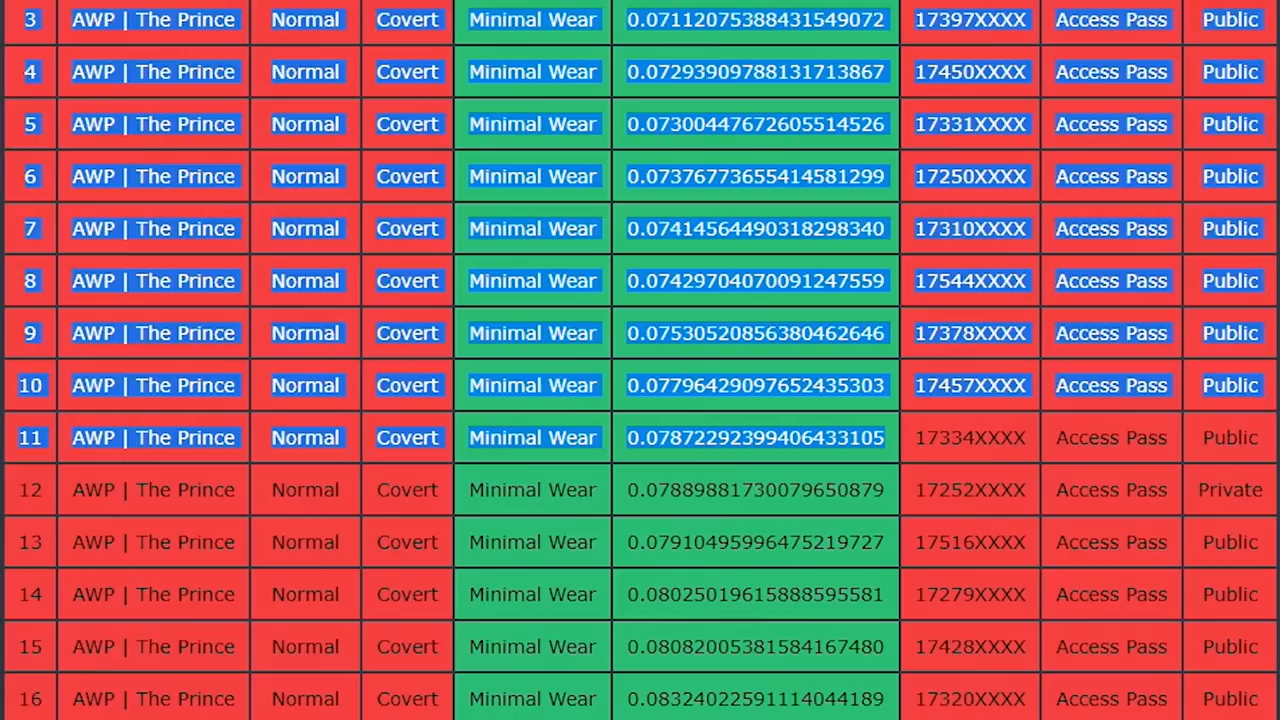 3 AWP | The Prince Normal Covert Minimal Wear 0.07112075388431549072 17397XXXX Access Pass Public
4 AWP | The Prince Normal Covert Minimal Wear 0.07293909788131713867 17450XXXX Access Pass Public
5 AWP | The Prince Normal Covert Minimal Wear 0.07300447672605514526 17331XXXX Access Pass Public
6 AWP | The Prince Normal Covert Minimal Wear 0.07376773655414581299 17250XXXX Access Pass Public
7 AWP | The Prince Normal Covert Minimal Wear 0.07414564490318298340 17310XXXX Access Pass Public
8 AWP | The Prince Normal Covert Minimal Wear 0.07429704070091247559 17544XXXX Access Pass Public
9 AWP | The Prince Normal Covert Minimal Wear 0.07530520856380462646 17378XXXX Access Pass Public
10 AWP | The Prince Normal Covert Minimal Wear 0.07796429097652435303 17457XXXX Access Pass Public
11 AWP | The Prince Normal Covert Minimal Wear 0.07872292399406433105 17334XXXX Access Pass Public
12 AWP | The Prince Normal Covert Minimal Wear 0.07889881730079650879 17252XXXX Access Pass Private
13 AWP | The Prince Normal Covert Minimal Wear 0.07910495996475219727 17516XXXX Access Pass Public
14 AWP | The Prince Normal Covert Minimal Wear 0.08025019615888595581 17279XXXX Access Pass Public
15 AWP | The Prince Normal Covert Minimal Wear 0.08082005381584167480 17428XXXX Access Pass Public
16 AWP | The Prince Normal Covert Minimal Wear 0.08324022591114044189 17320XXXX Access Pass Public